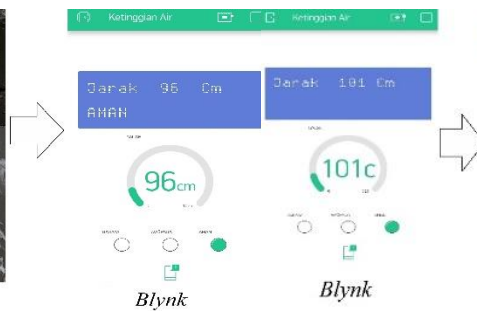 Ketinggian Air
Jarak 96 Cm
AMAN
96cm
Blynk
Ketinggian Air
Jarak 101 Cm
101c
Blynk